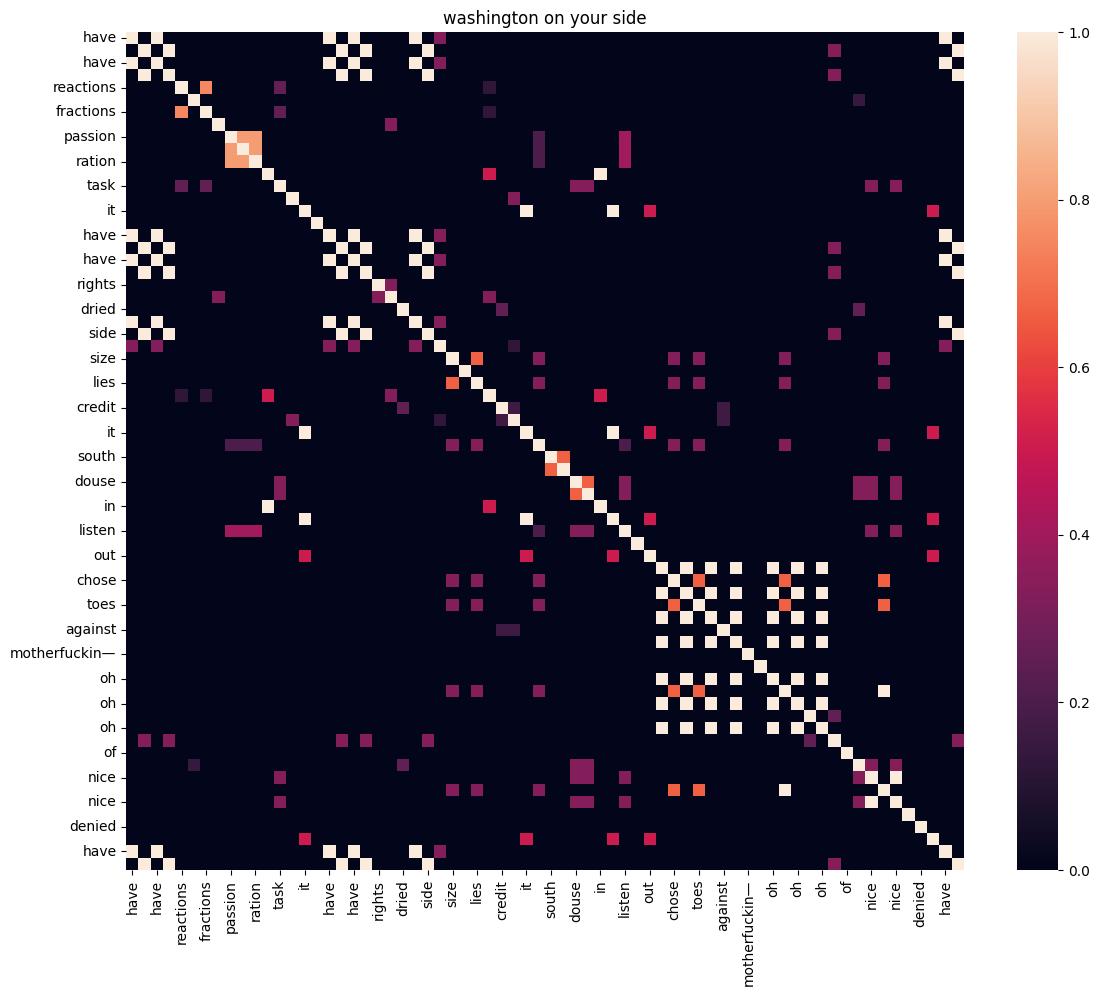 washington on your side
have
have
reactions
fractions
passion
ration
task
it
have
have
rights
dried
side
size
lies
credit
it
south
douse
in
listen
out
chose
toes
against
motherfuckin—
oh
oh
oh
of
nice
nice
denied
have
1.0
0.8
0.6
0.4
0.2
0.0
have
have
reactions
fractions
passion
ration
task
it
have
have
rights
dried
side
size
lies
credit
it
south
douse
in
listen
out
chose
toes
against
motherfuckin—
oh
oh
oh
of
nice
nice
denied
have